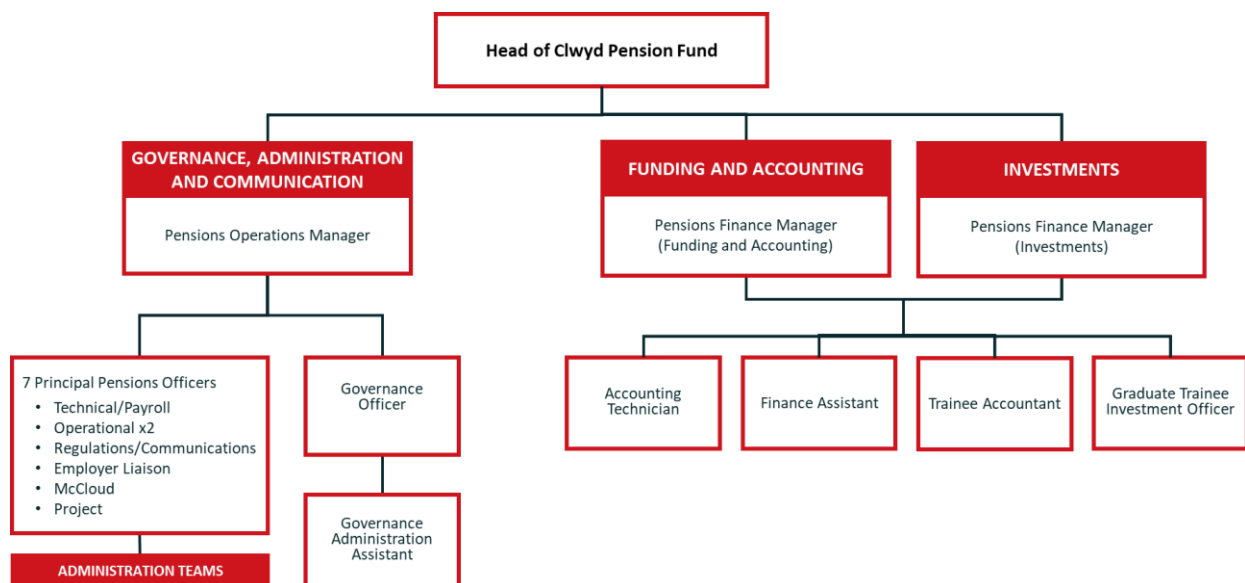 Head of Clwyd Pension Fund
GOVERNANCE, ADMINISTRATION
AND COMMUNICATION
Pensions Operations Manager
FUNDING AND ACCOUNTING
Pensions Finance Manager
(Funding and Accounting)
INVESTMENTS
Pensions Finance Manager
(Investments)
7 Principal Pensions Officers
• Technical/Payroll
• Operational x2
• Regulations/Communications
• Employer Liaison
• McCloud
• Project
ADMINISTRATION TEAMS
Governance
Officer
Governance
Administration
Assistant
Accounting
Technician
Finance Assistant
Trainee Accountant
Graduate Trainee
Investment Officer